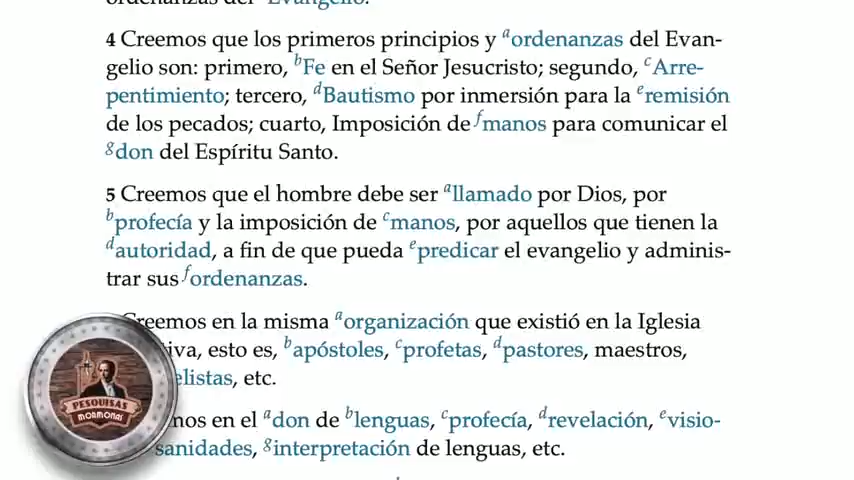 ordenanzas del Evangelio.
4 Creemos que los primeros principios y aordenanzas del Evan-
gelio son: primero, bFe en el Señor Jesucristo; segundo, cArre-
pentimiento; tercero, dBautismo por inmersión para la eremisión
de los pecados; cuarto, Imposición de fmanos para comunicar el
gdon del Espíritu Santo.
5 Creemos que el hombre debe ser allamado por Dios, por
bprofecía y la imposición de cmanos, por aquellos que tienen la
dautoridad, a fin de que pueda epredicar el evangelio y adminis-
trar sus fordenanzas.
Creemos en la misma aorganización que existió en la Iglesia
tiva, esto es, bapóstoles, cprofetas, dpastores, maestros,
elistas, etc.
mos en el adon de blenguas, cprofecía, drevelación, evisio-
sanidades, ginterpretación de lenguas, etc.
PESQUISAS
MORMONAS